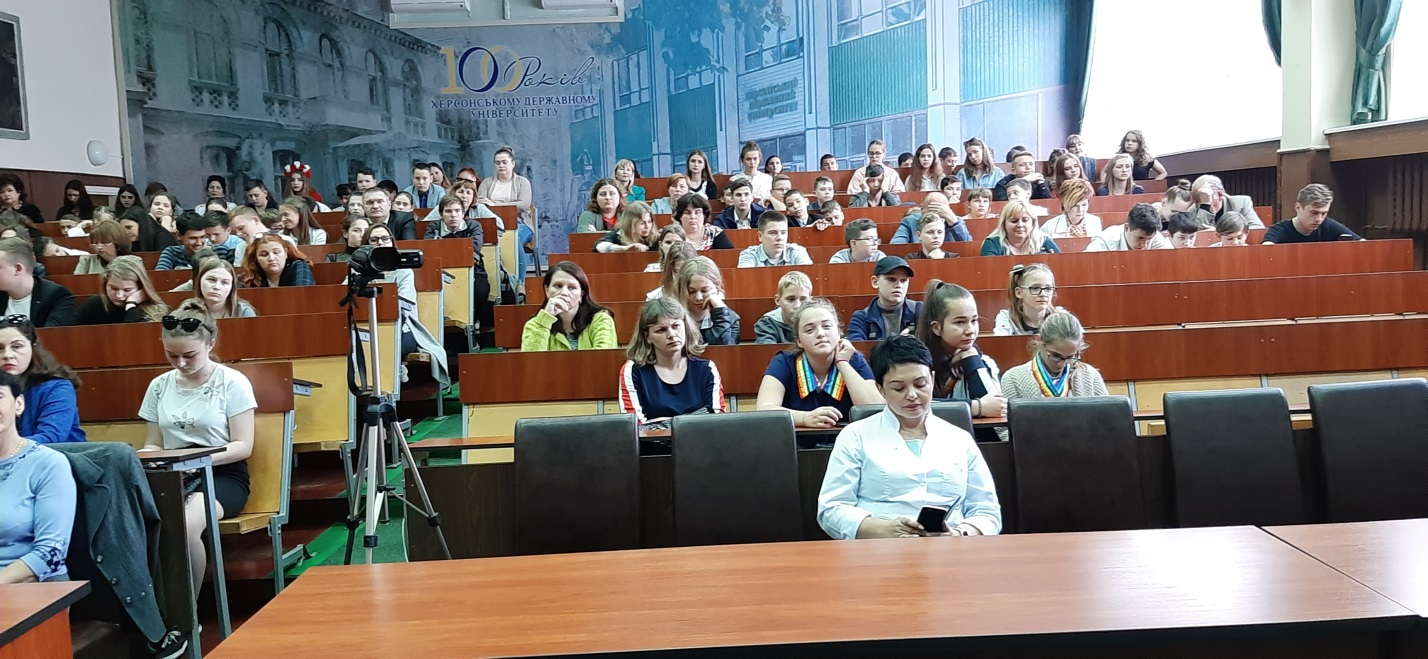 100 Років
ХЕРСОНСЬКОМУ ДЕРЖАВНОМУ
УНІВЕРСИТЕТУ